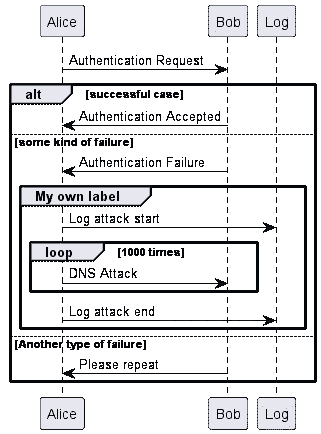 Alice Bob Log
Authentication Request
alt [successful case]
Authentication Accepted
[some kind of failure]
Authentication Failure
My own label
Log attack start
loop [1000 times]
DNS Attack
Log attack end
[Another type of failure]
Please repeat
Alice Bob Log